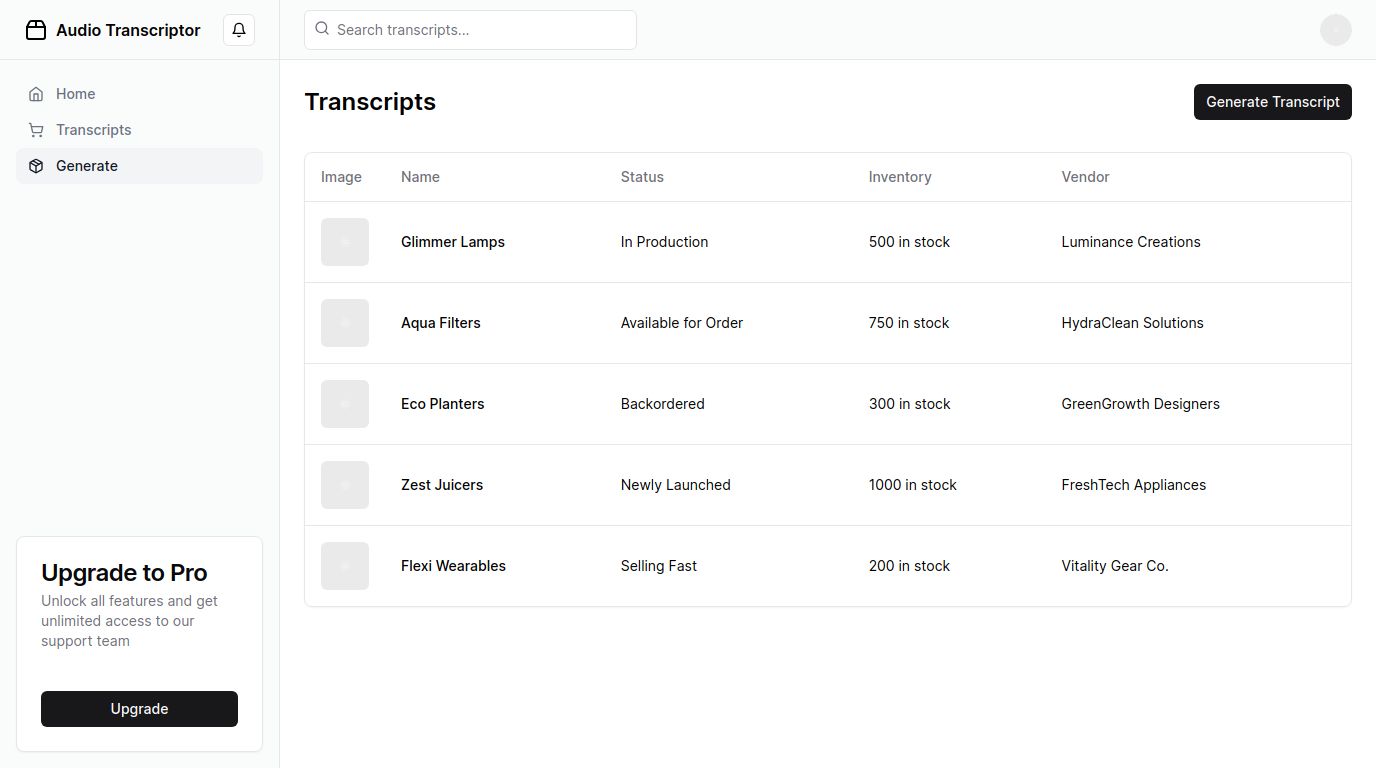 Audio Transcriptor
Search transcripts...
Home
Transcripts
Generate
Transcripts
Generate Transcript
Image Name Status Inventory Vendor
Glimmer Lamps In Production 500 in stock Luminance Creations
Aqua Filters Available for Order 750 in stock HydraClean Solutions
Eco Planters Backordered 300 in stock GreenGrowth Designers
Zest Juicers Newly Launched 1000 in stock FreshTech Appliances
Flexi Wearables Selling Fast 200 in stock Vitality Gear Co.
Upgrade to Pro
Unlock all features and get
unlimited access to our
support team
Upgrade